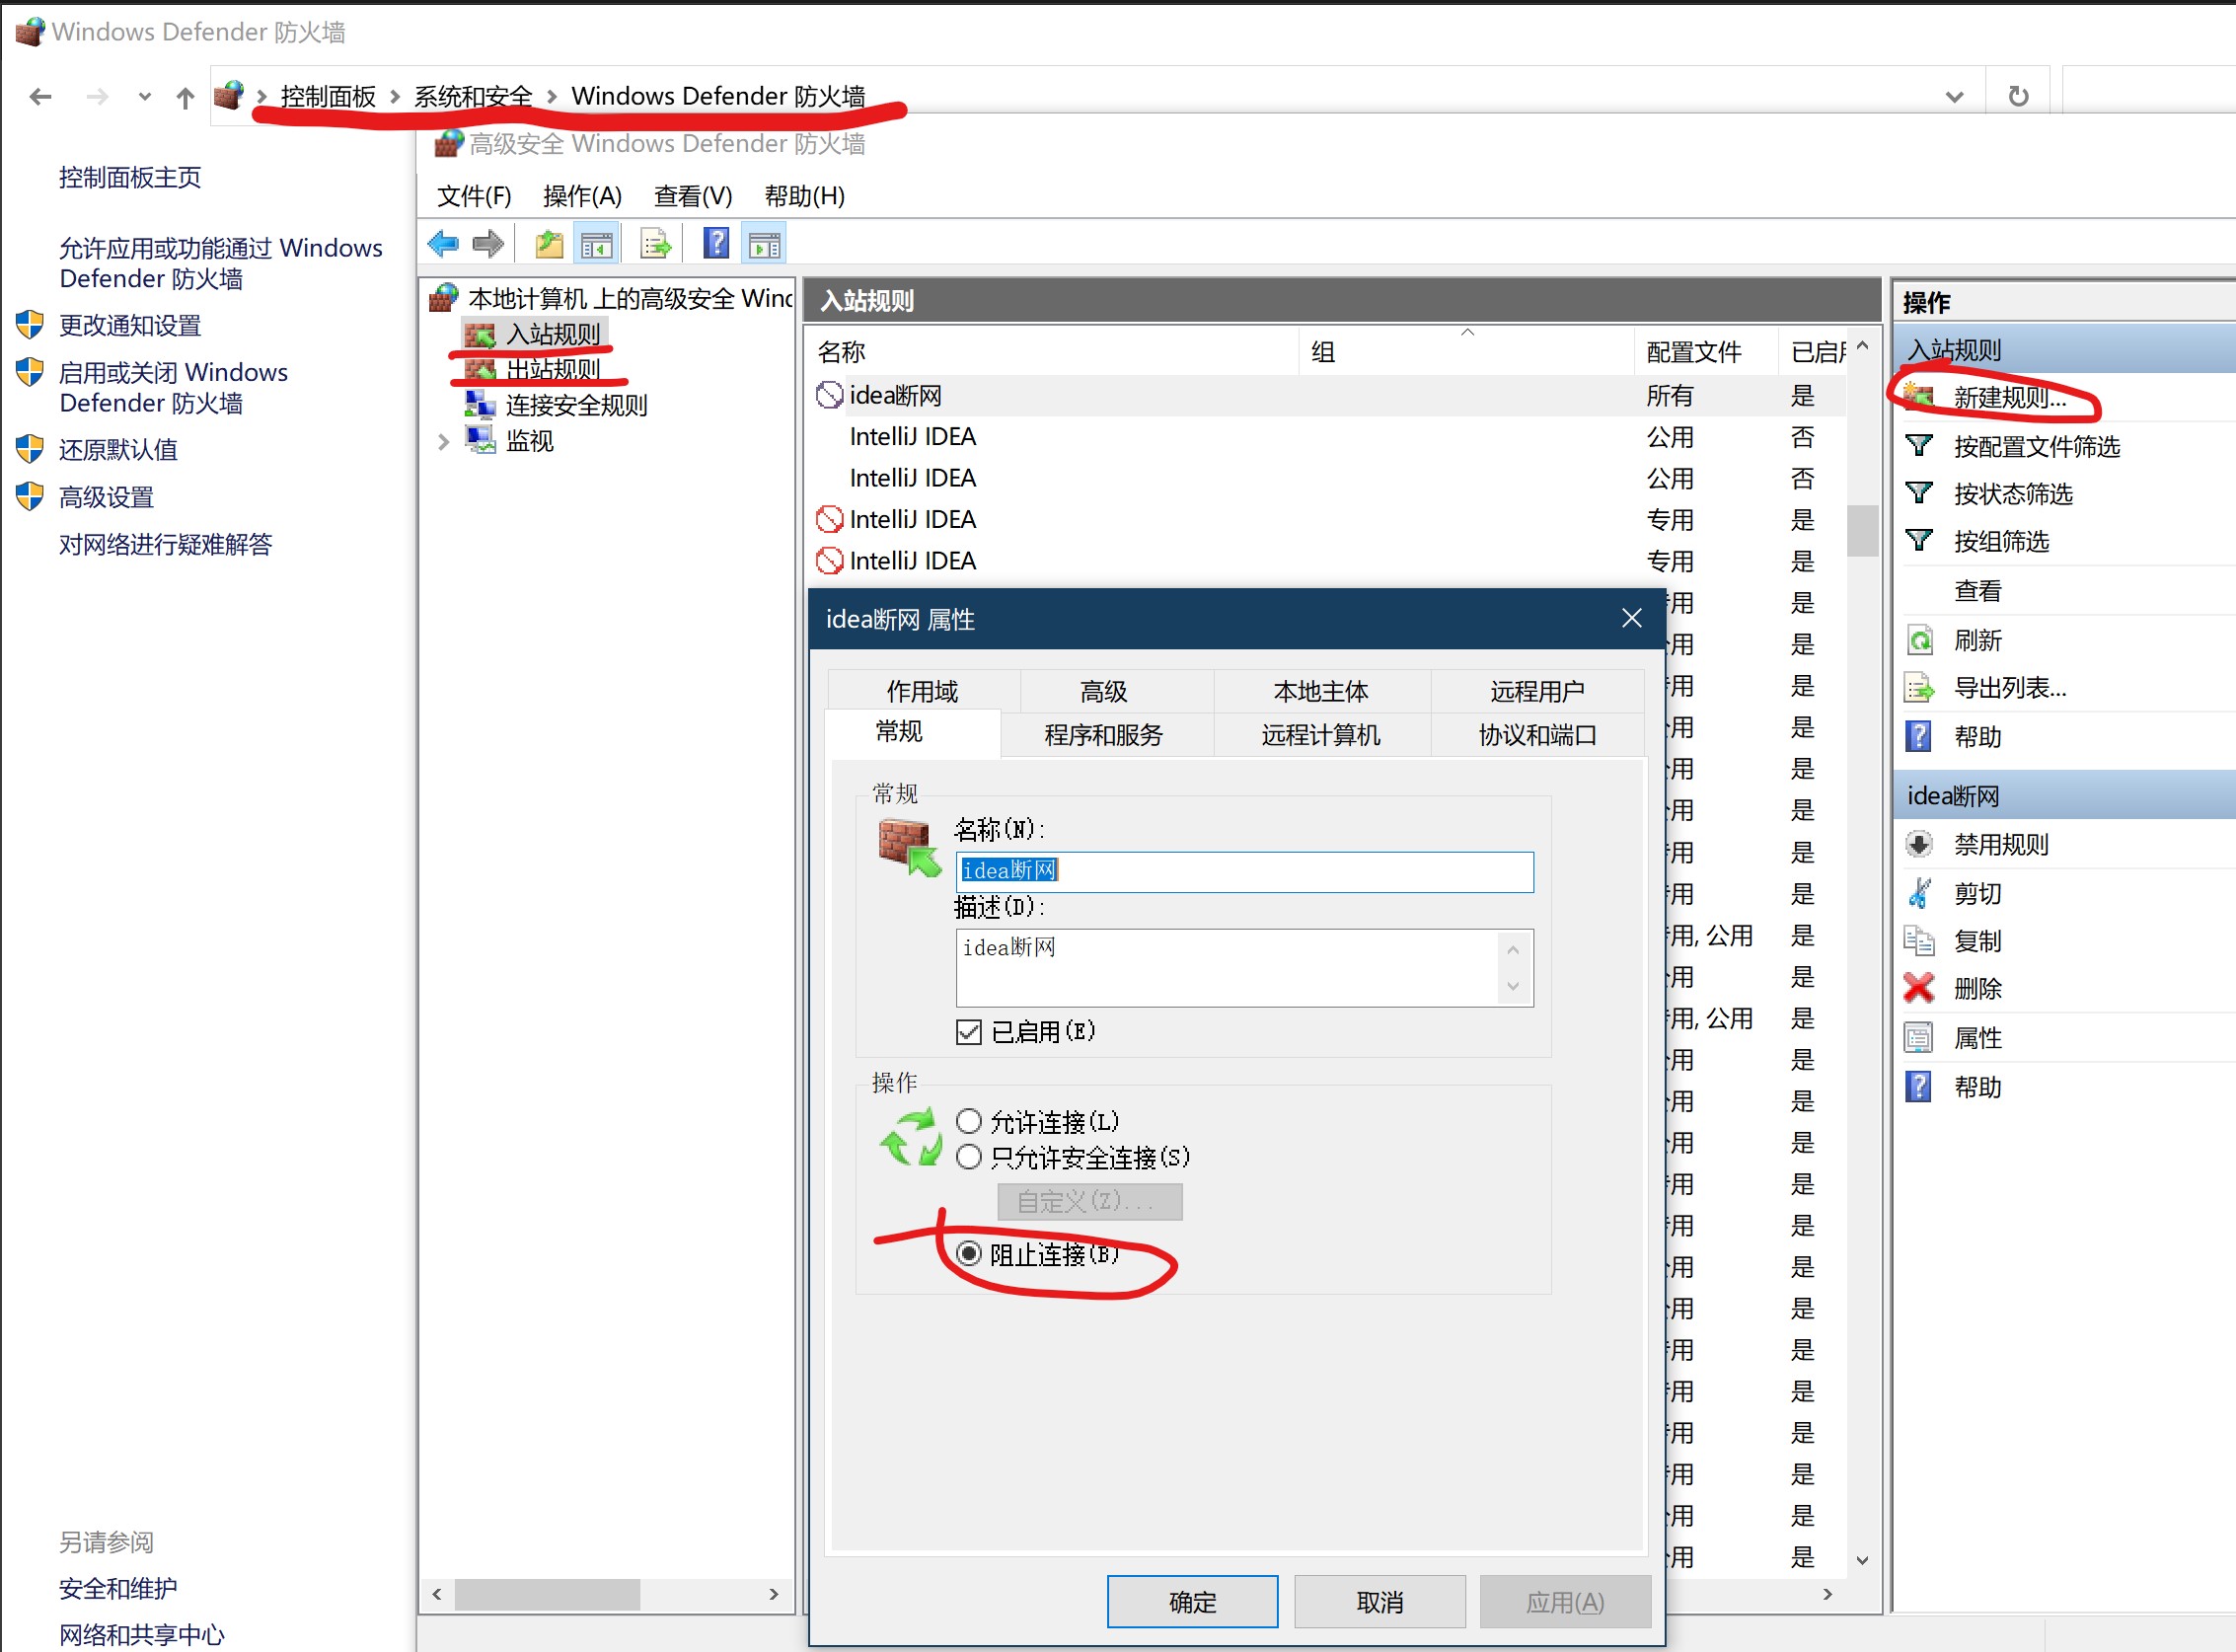 Windows Defender 防火墙
控制面板 > 系统和安全 > Windows Defender 防火墙
控制面板主页
允许应用或功能通过 Windows
Defender 防火墙
更改通知设置
启用或关闭 Windows
Defender 防火墙
还原默认值
高级设置
对网络进行疑难解答
另请参阅
安全和维护
网络和共享中心
高级安全 Windows Defender 防火墙
文件(F) 操作(A) 查看(V) 帮助(H)
本地计算机 上的高级安全 Winc
入站规则
出站规则
连接安全规则
监视
入站规则
名称 组 配置文件 已启用
idea断网 所有 是
IntelliJ IDEA 公用 否
IntelliJ IDEA 公用 否
IntelliJ IDEA 专用 是
IntelliJ IDEA 专用 是
用 是
用 是
用 是
用 是
用 是
用 是
用 是
用 是
用, 公用 是
用 是
用, 公用 是
用 是
用 是
用 是
用 是
用 是
用 是
用 是
用 是
用 是
用 是
用 是
用 是
用 是
idea断网 属性
作用域 高级 本地主体 远程用户
常规 程序和服务 远程计算机 协议和端口
常规
名称(N):
idea断网
描述(D):
idea断网
已启用(E)
操作
允许连接(L)
只允许安全连接(S)
自定义(Z)...
阻止连接(B)
确定 取消 应用(A)
操作
入站规则
新建规则...
按配置文件筛选
按状态筛选
按组筛选
查看
刷新
导出列表...
帮助
idea断网
禁用规则
剪切
复制
删除
属性
帮助